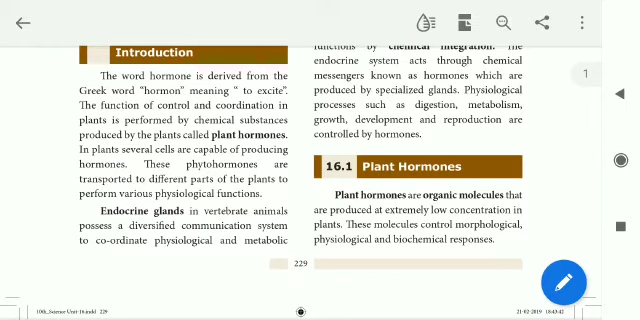 Introduction
The word hormone is derived from the
Greek word “hormon” meaning “ to excite”.
The function of control and coordination in
plants is performed by chemical substances
produced by the plants called plant hormones.
In plants several cells are capable of producing
hormones. These phytohormones are
transported to different parts of the plants to
perform various physiological functions.
Endocrine glands in vertebrate animals
possess a diversified communication system
to co-ordinate physiological and metabolic
functions by chemical integration. The
endocrine system acts through chemical
messengers known as hormones which are
produced by specialized glands. Physiological
processes such as digestion, metabolism,
growth, development and reproduction are
controlled by hormones.
16.1 Plant Hormones
Plant hormones are organic molecules that
are produced at extremely low concentration in
plants. These molecules control morphological,
physiological and biochemical responses.
229
1
10th_Science Unit-16.indd 229
21-02-2019 18:43:42